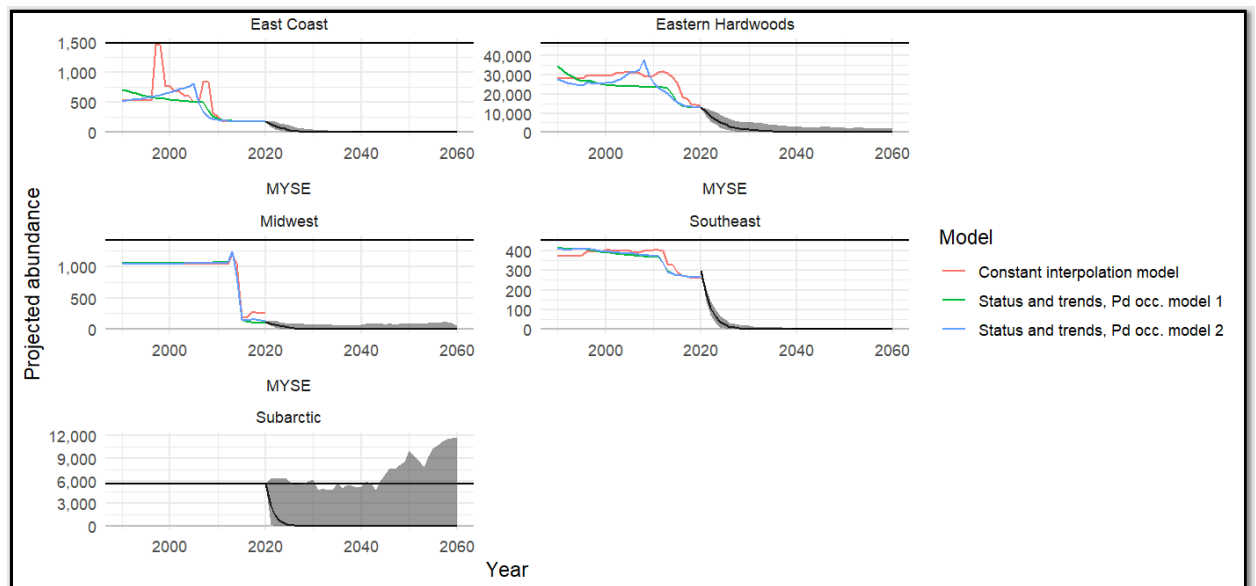 East Coast
Eastern Hardwoods
1,500
1,000
500
0
40,000
30,000
20,000
10,000
0
2000 2020 2040 2060
2000 2020 2040 2060
MYSE
MYSE
Midwest
Southeast
1,000
500
0
400
300
200
100
0
2000 2020 2040 2060
2000 2020 2040 2060
MYSE
Subarctic
12,000
9,000
6,000
3,000
0
2000 2020 2040 2060
Year
Projected abundance
Model
Constant interpolation model
Status and trends, Pd occ. model 1
Status and trends, Pd occ. model 2